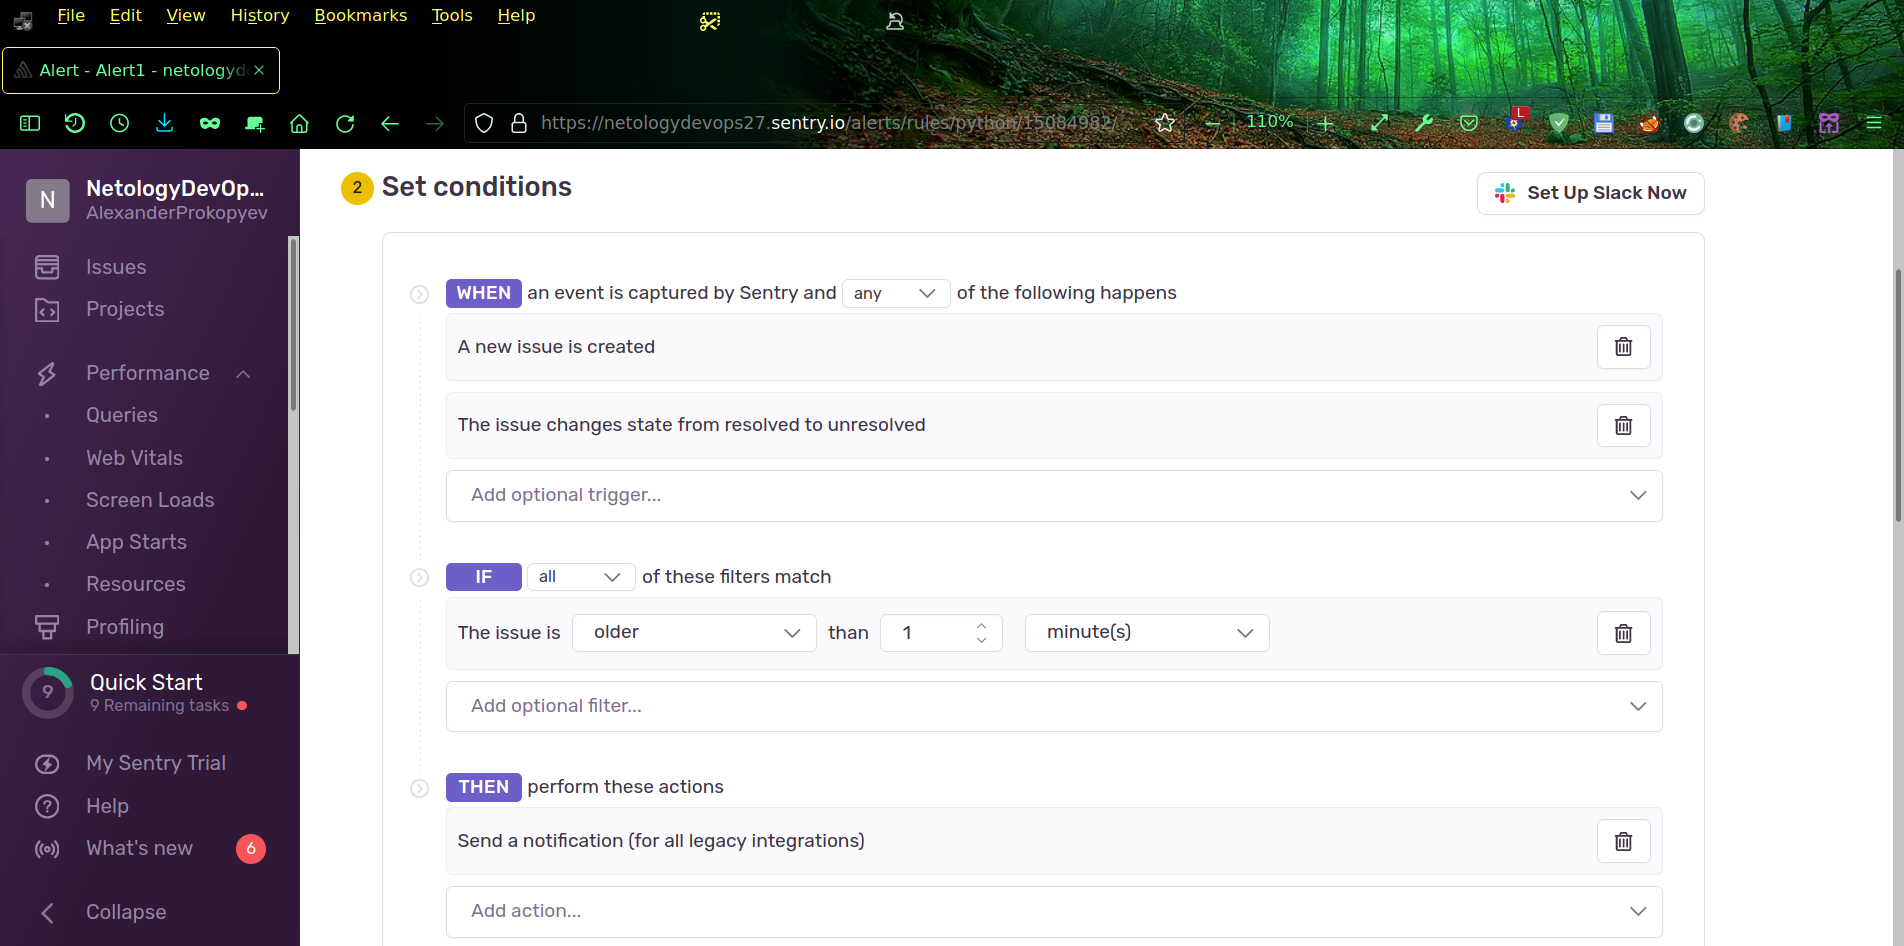 File Edit View History Bookmarks Tools Help
Alert - Alert1 - netologyd
https://netologydevops27.sentry.io/alerts/rules/python/15084982/
110%
L
N
NetologyDevOp...
AlexanderProkopyev
Issues
Projects
Performance
Queries
Web Vitals
Screen Loads
App Starts
Resources
Profiling
9
Quick Start
9 Remaining tasks
My Sentry Trial
Help
What's new
6
Collapse
2
Set conditions
Set Up Slack Now
WHEN an event is captured by Sentry and any of the following happens
A new issue is created
The issue changes state from resolved to unresolved
Add optional trigger...
IF all of these filters match
The issue is older than 1 minute(s)
Add optional filter...
THEN perform these actions
Send a notification (for all legacy integrations)
Add action...